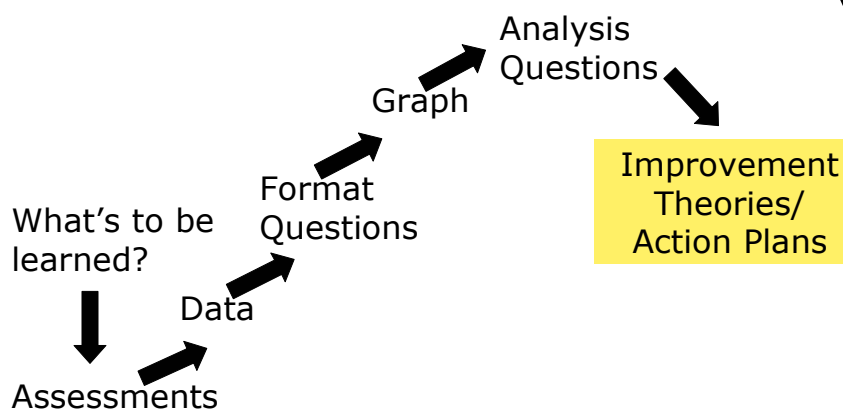 What's to be
learned?
Assessments
Data
Format
Questions
Graph
Analysis
Questions
Improvement
Theories/
Action Plans